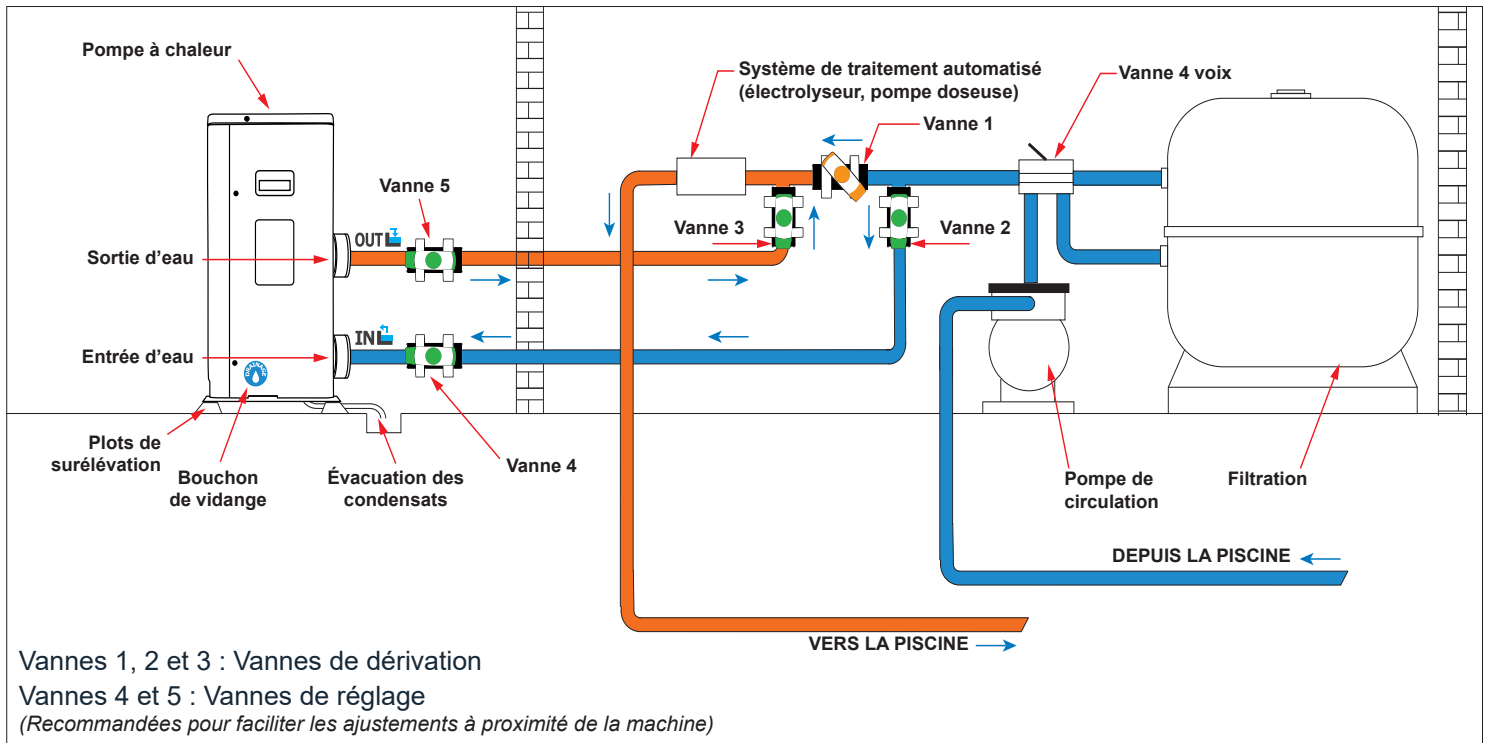 Pompe à chaleur
Système de traitement automatisé
(électrolyseur, pompe doseuse)
Vanne 4 voix
Vanne 1
Vanne 5
Vanne 3
Vanne 2
OUT
Sortie d'eau
IN
Entrée d'eau
DRAINAGE
Plots de
surélévation
Bouchon
de vidange
Évacuation des
condensats
Vanne 4
Pompe de
circulation
Filtration
DEPUIS LA PISCINE
VERS LA PISCINE
Vannes 1, 2 et 3 : Vannes de dérivation
Vannes 4 et 5 : Vannes de réglage
(Recommandées pour faciliter les ajustements à proximité de la machine)